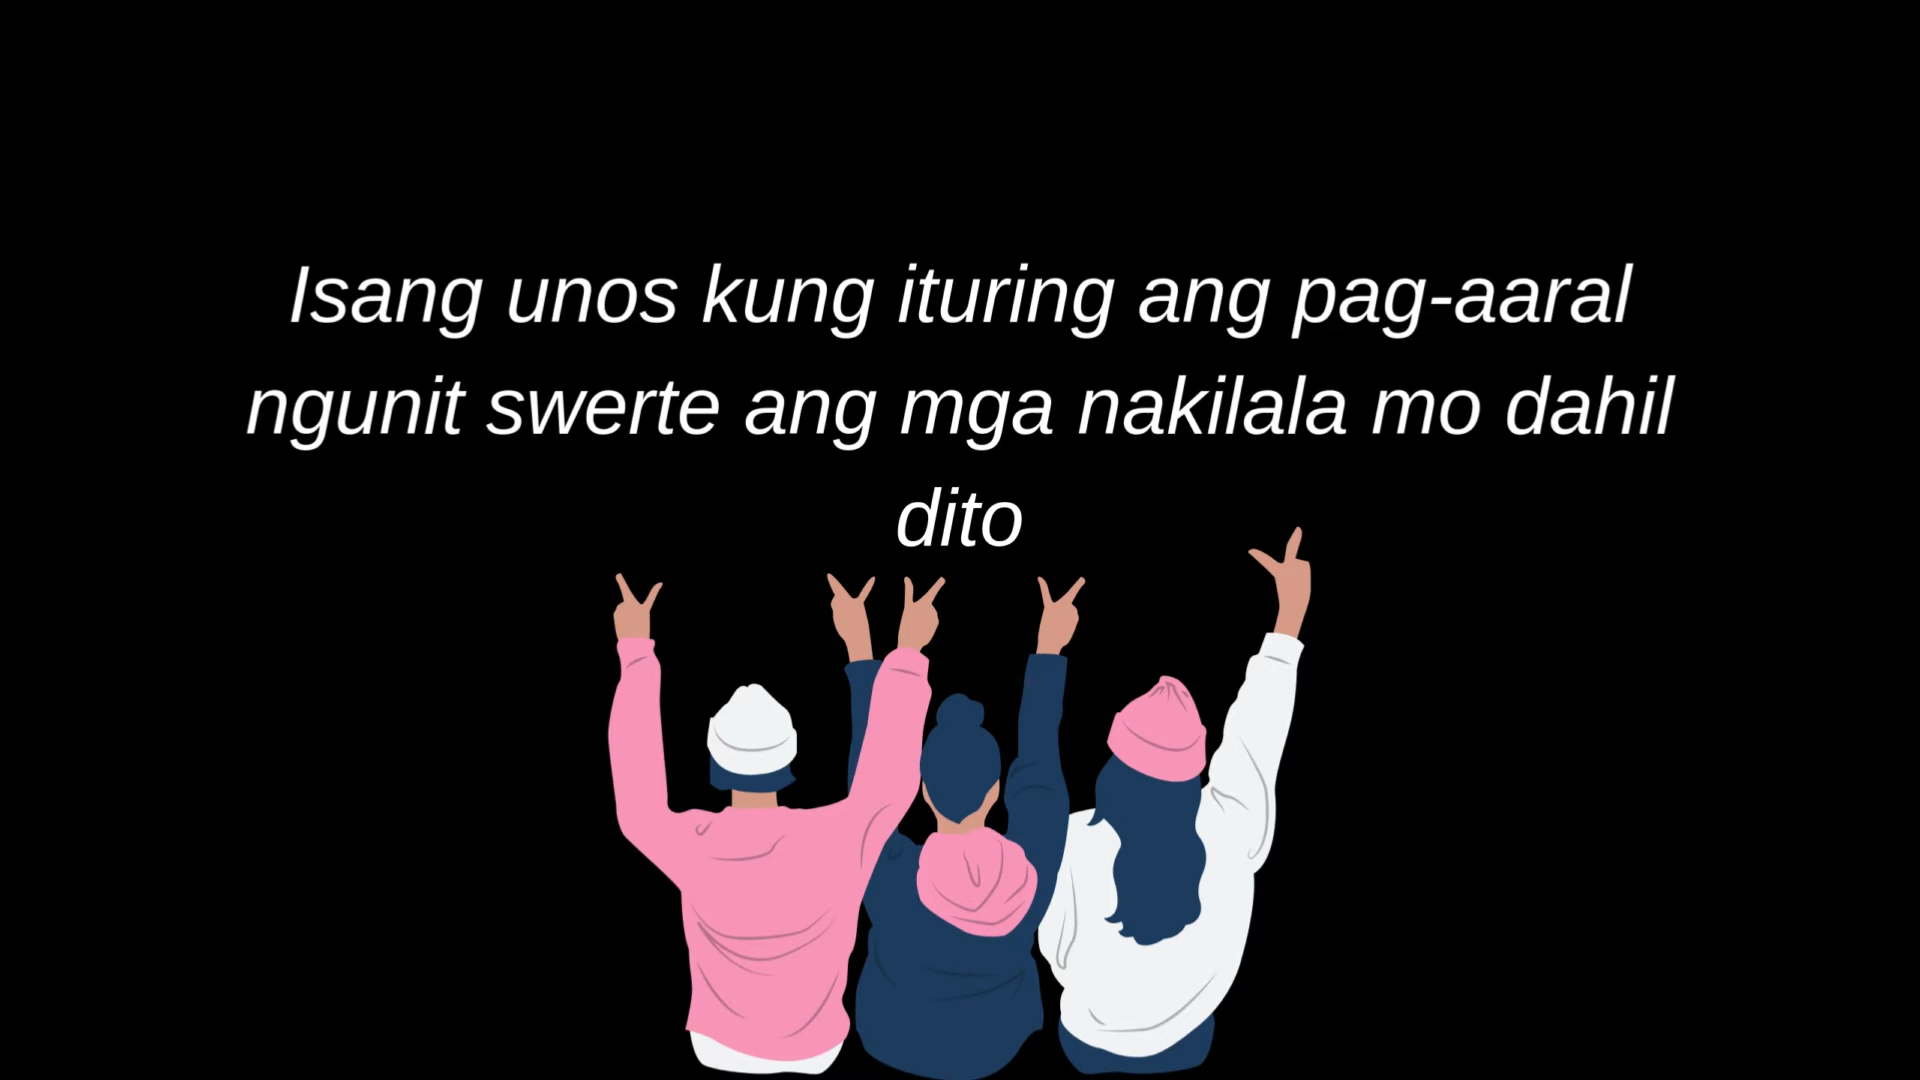 Isang unos kung ituring ang pag-aaral
ngunit swerte ang mga nakilala mo dahil
dito